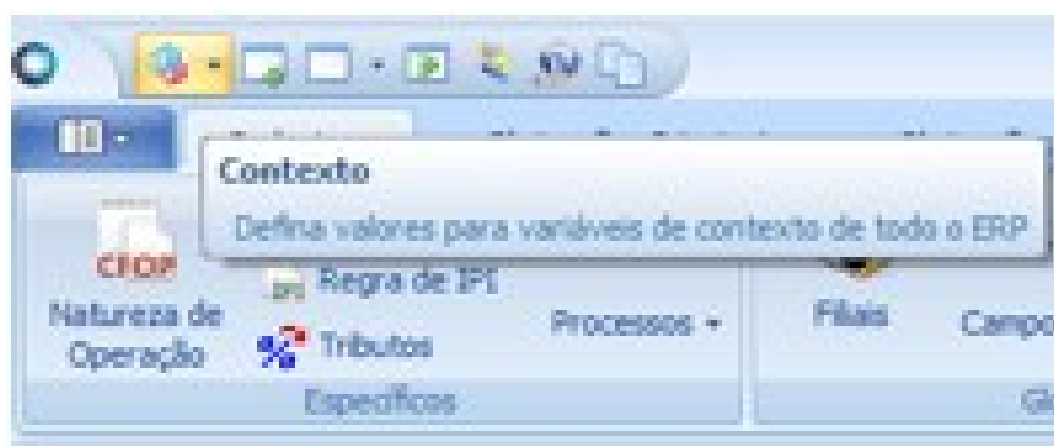 Contexto
Defina valores para variáveis de contexto de todo o ERP
CFOP
Natureza de
Operação
Regra de IPI
Tributos
Processos
Específicos
Filiais
Campo